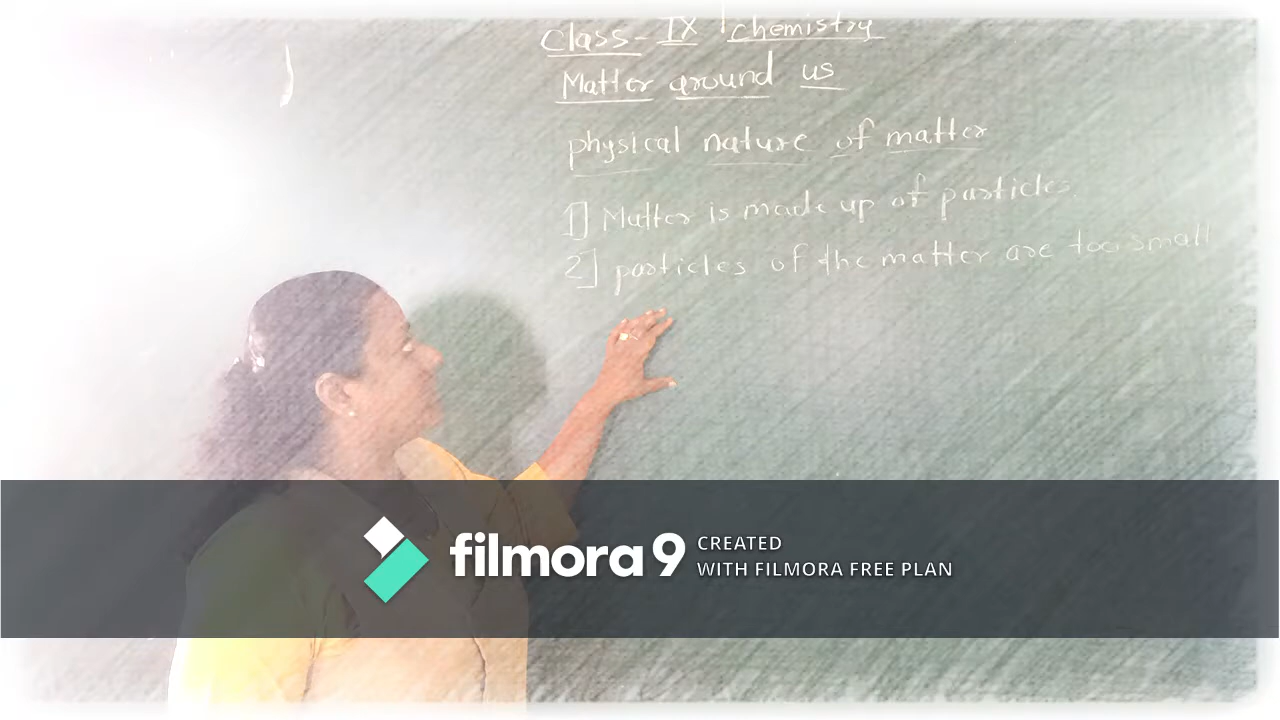 Class- IX | Chemistry
Matter around us
physical nature of matter
1] Matter is made up of particles.
2] particles of the matter are too small
filmora 9
CREATED
WITH FILMORA FREE PLAN